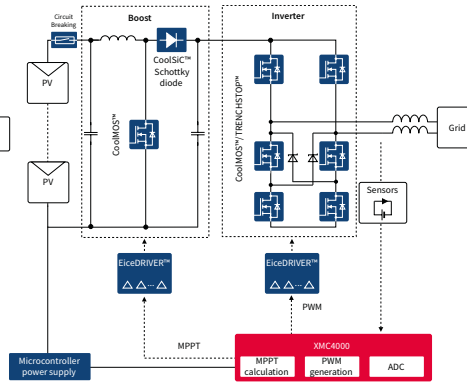 Circuit
Breaking
Boost
Inverter
PV
CoolSiC™
Schottky
diode
CoolMOS™
CoolMOS™/TRENCHSTOP™
Grid
PV
Sensors
EiceDRIVER™
EiceDRIVER™
PWM
MPPT
XMC4000
Microcontroller
power supply
MPPT
calculation
PWM
generation
ADC